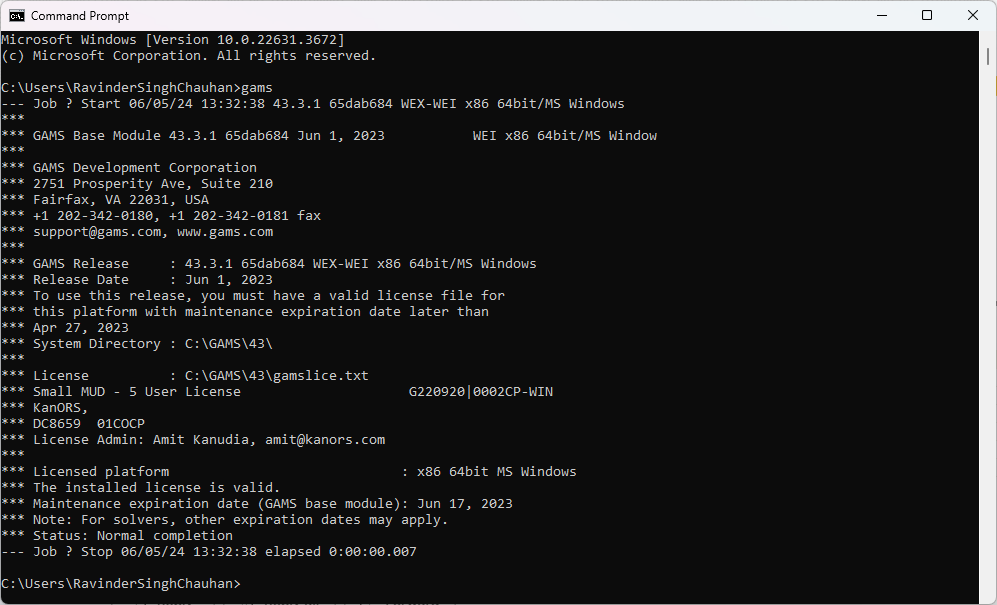 Command Prompt
Microsoft Windows [Version 10.0.22631.3672]
(c) Microsoft Corporation. All rights reserved.
C:\Users\RavinderSinghChauhan>gams
--- Job ? Start 06/05/24 13:32:38 43.3.1 65dab684 WEX-WEI x86 64bit/MS Windows
***
*** GAMS Base Module 43.3.1 65dab684 Jun 1, 2023           WEI x86 64bit/MS Window
***
*** GAMS Development Corporation
*** 2751 Prosperity Ave, Suite 210
*** Fairfax, VA 22031, USA
*** +1 202-342-0180, +1 202-342-0181 fax
*** support@gams.com, www.gams.com
***
*** GAMS Release     : 43.3.1 65dab684 WEX-WEI x86 64bit/MS Windows
*** Release Date     : Jun 1, 2023
*** To use this release, you must have a valid license file for
*** this platform with maintenance expiration date later than
*** Apr 27, 2023
*** System Directory : C:\GAMS\43\
***
*** License          : C:\GAMS\43\gamslice.txt
*** Small MUD - 5 User License                     G220920|0002CP-WIN
*** KanORS,
*** DC8659  01COCP
*** License Admin: Amit Kanudia, amit@kanors.com
***
*** Licensed platform                             : x86 64bit MS Windows
*** The installed license is valid.
*** Maintenance expiration date (GAMS base module): Jun 17, 2023
*** Note: For solvers, other expiration dates may apply.
*** Status: Normal completion
--- Job ? Stop 06/05/24 13:32:38 elapsed 0:00:00.007
C:\Users\RavinderSinghChauhan>